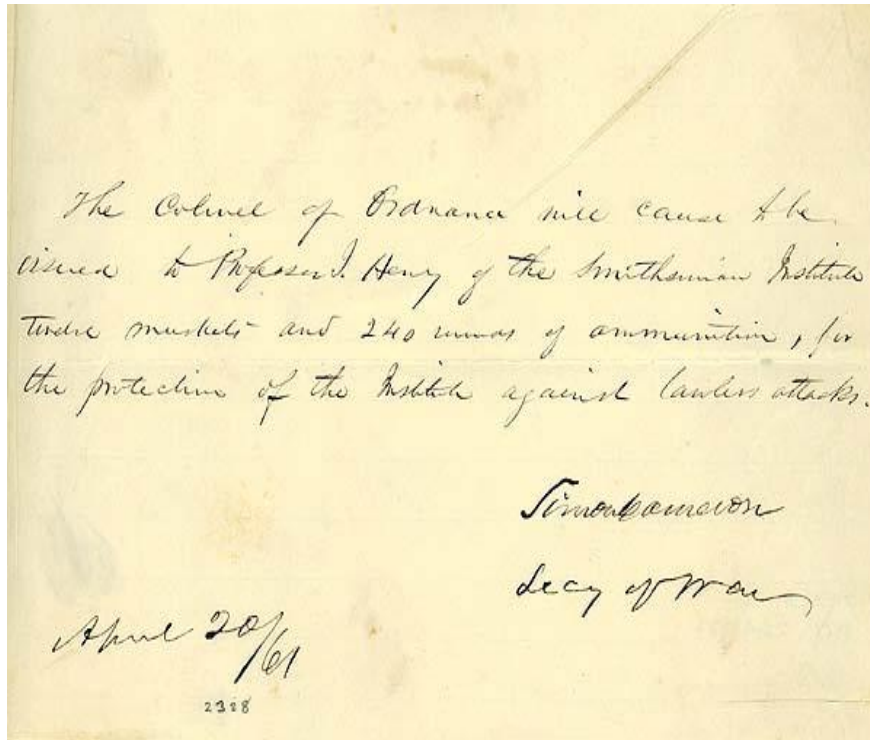 The Colonel of Ordnance will cause to be
issued to Professor J. Henry of the Smithsonian Institute
twelve muskets and 240 rounds of ammunition, for
the protection of the Institute against lawless attacks.
Simon Cameron
Secy of War
April 20/61
2328